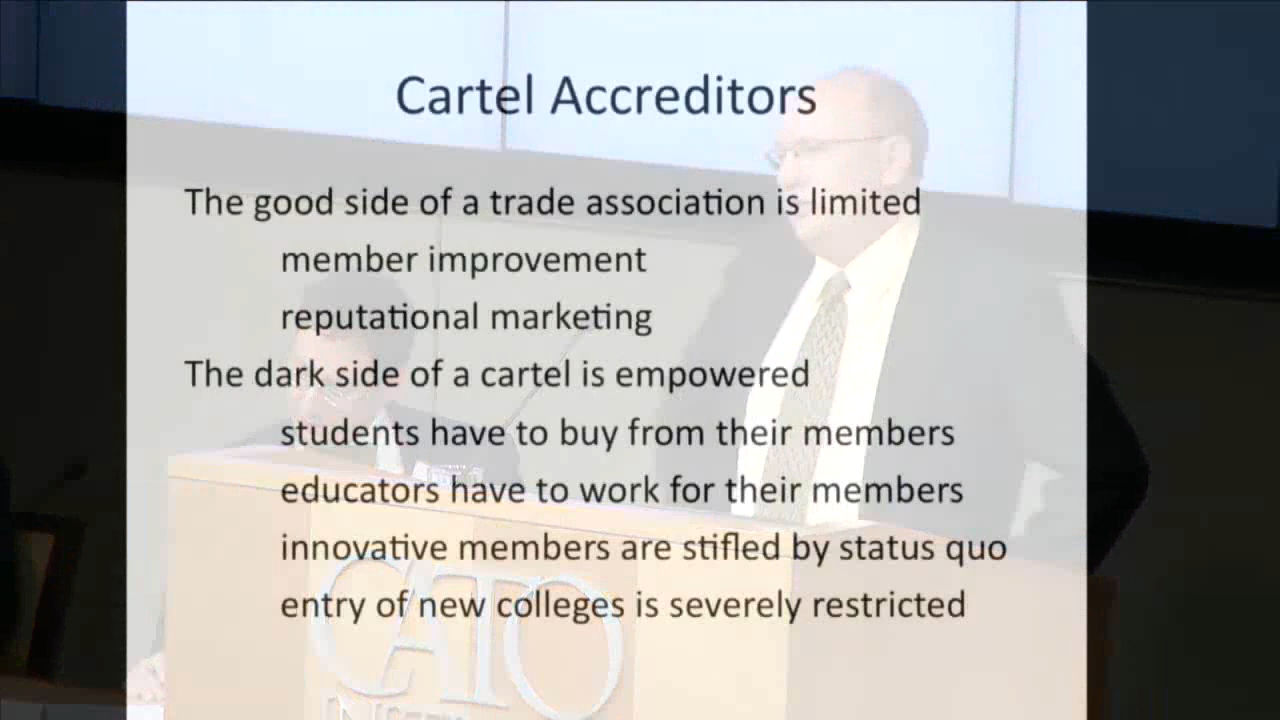 Cartel Accreditors
The good side of a trade association is limited
member improvement
reputational marketing
The dark side of a cartel is empowered
students have to buy from their members
educators have to work for their members
innovative members are stifled by status quo
entry of new colleges is severely restricted
CATO